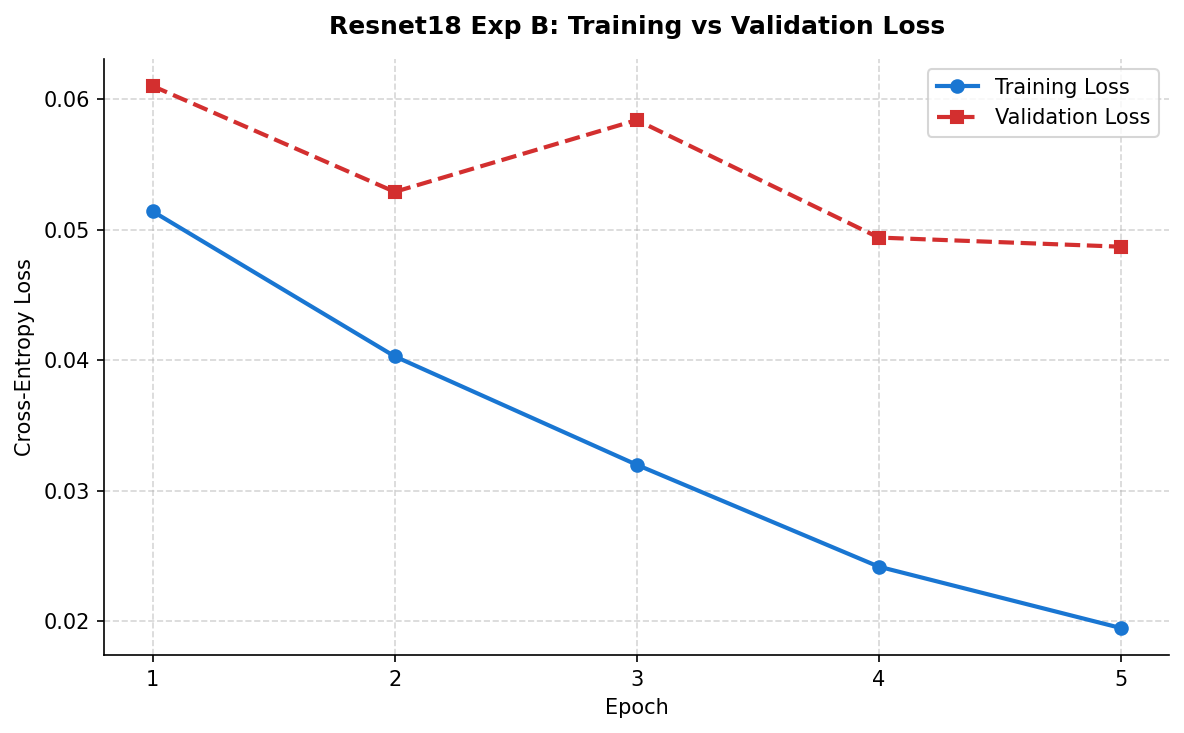 Resnet18 Exp B: Training vs Validation Loss
Training Loss
Validation Loss
Cross-Entropy Loss
0.06
0.05
0.04
0.03
0.02
1 2 3 4 5
Epoch